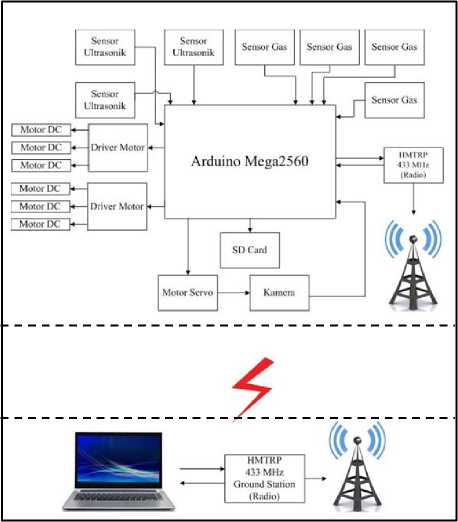 Sensor
Ultrasonik
Sensor
Ultrasonik
Sensor Gas
Sensor Gas
Sensor Gas
Sensor
Ultrasonik
Sensor Gas
Motor DC
Motor DC
Motor DC
Driver Motor
Arduino Mega2560
HMTRP
433 MHz
(Radio)
Motor DC
Motor DC
Motor DC
Driver Motor
SD Card
Motor Servo
Kamera
HMTRP
433 MHz
Ground Station
(Radio)